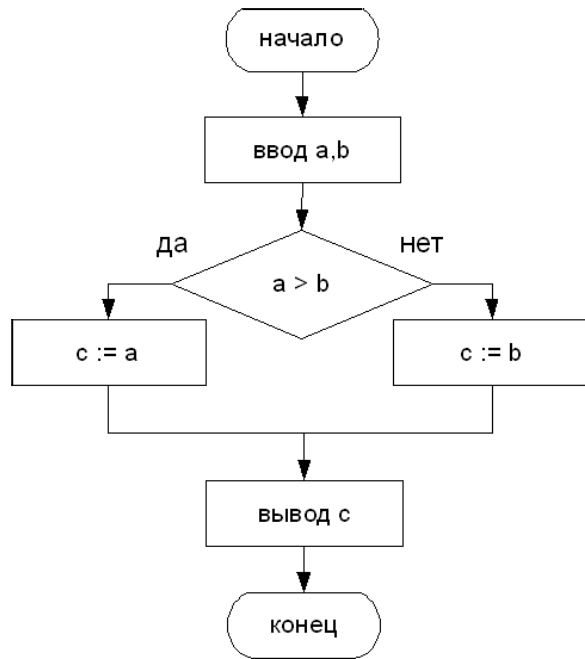 начало
ввод a,b
да
нет
a > b
c := a
c := b
вывод c
конец